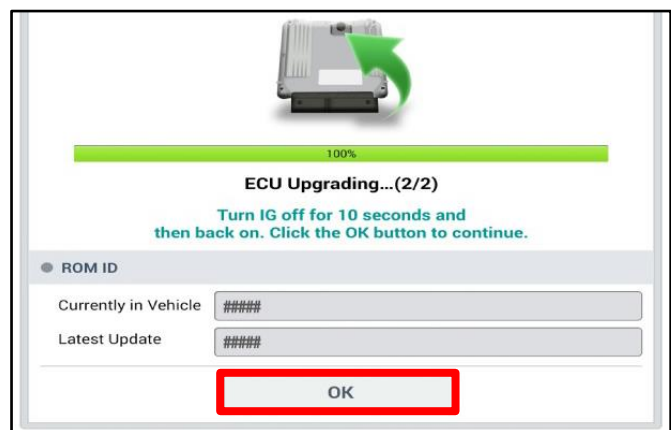 100%
ECU Upgrading...(2/2)
Turn IG off for 10 seconds and
then back on. Click the OK button to continue.
ROM ID
Currently in Vehicle #####
Latest Update #####
OK